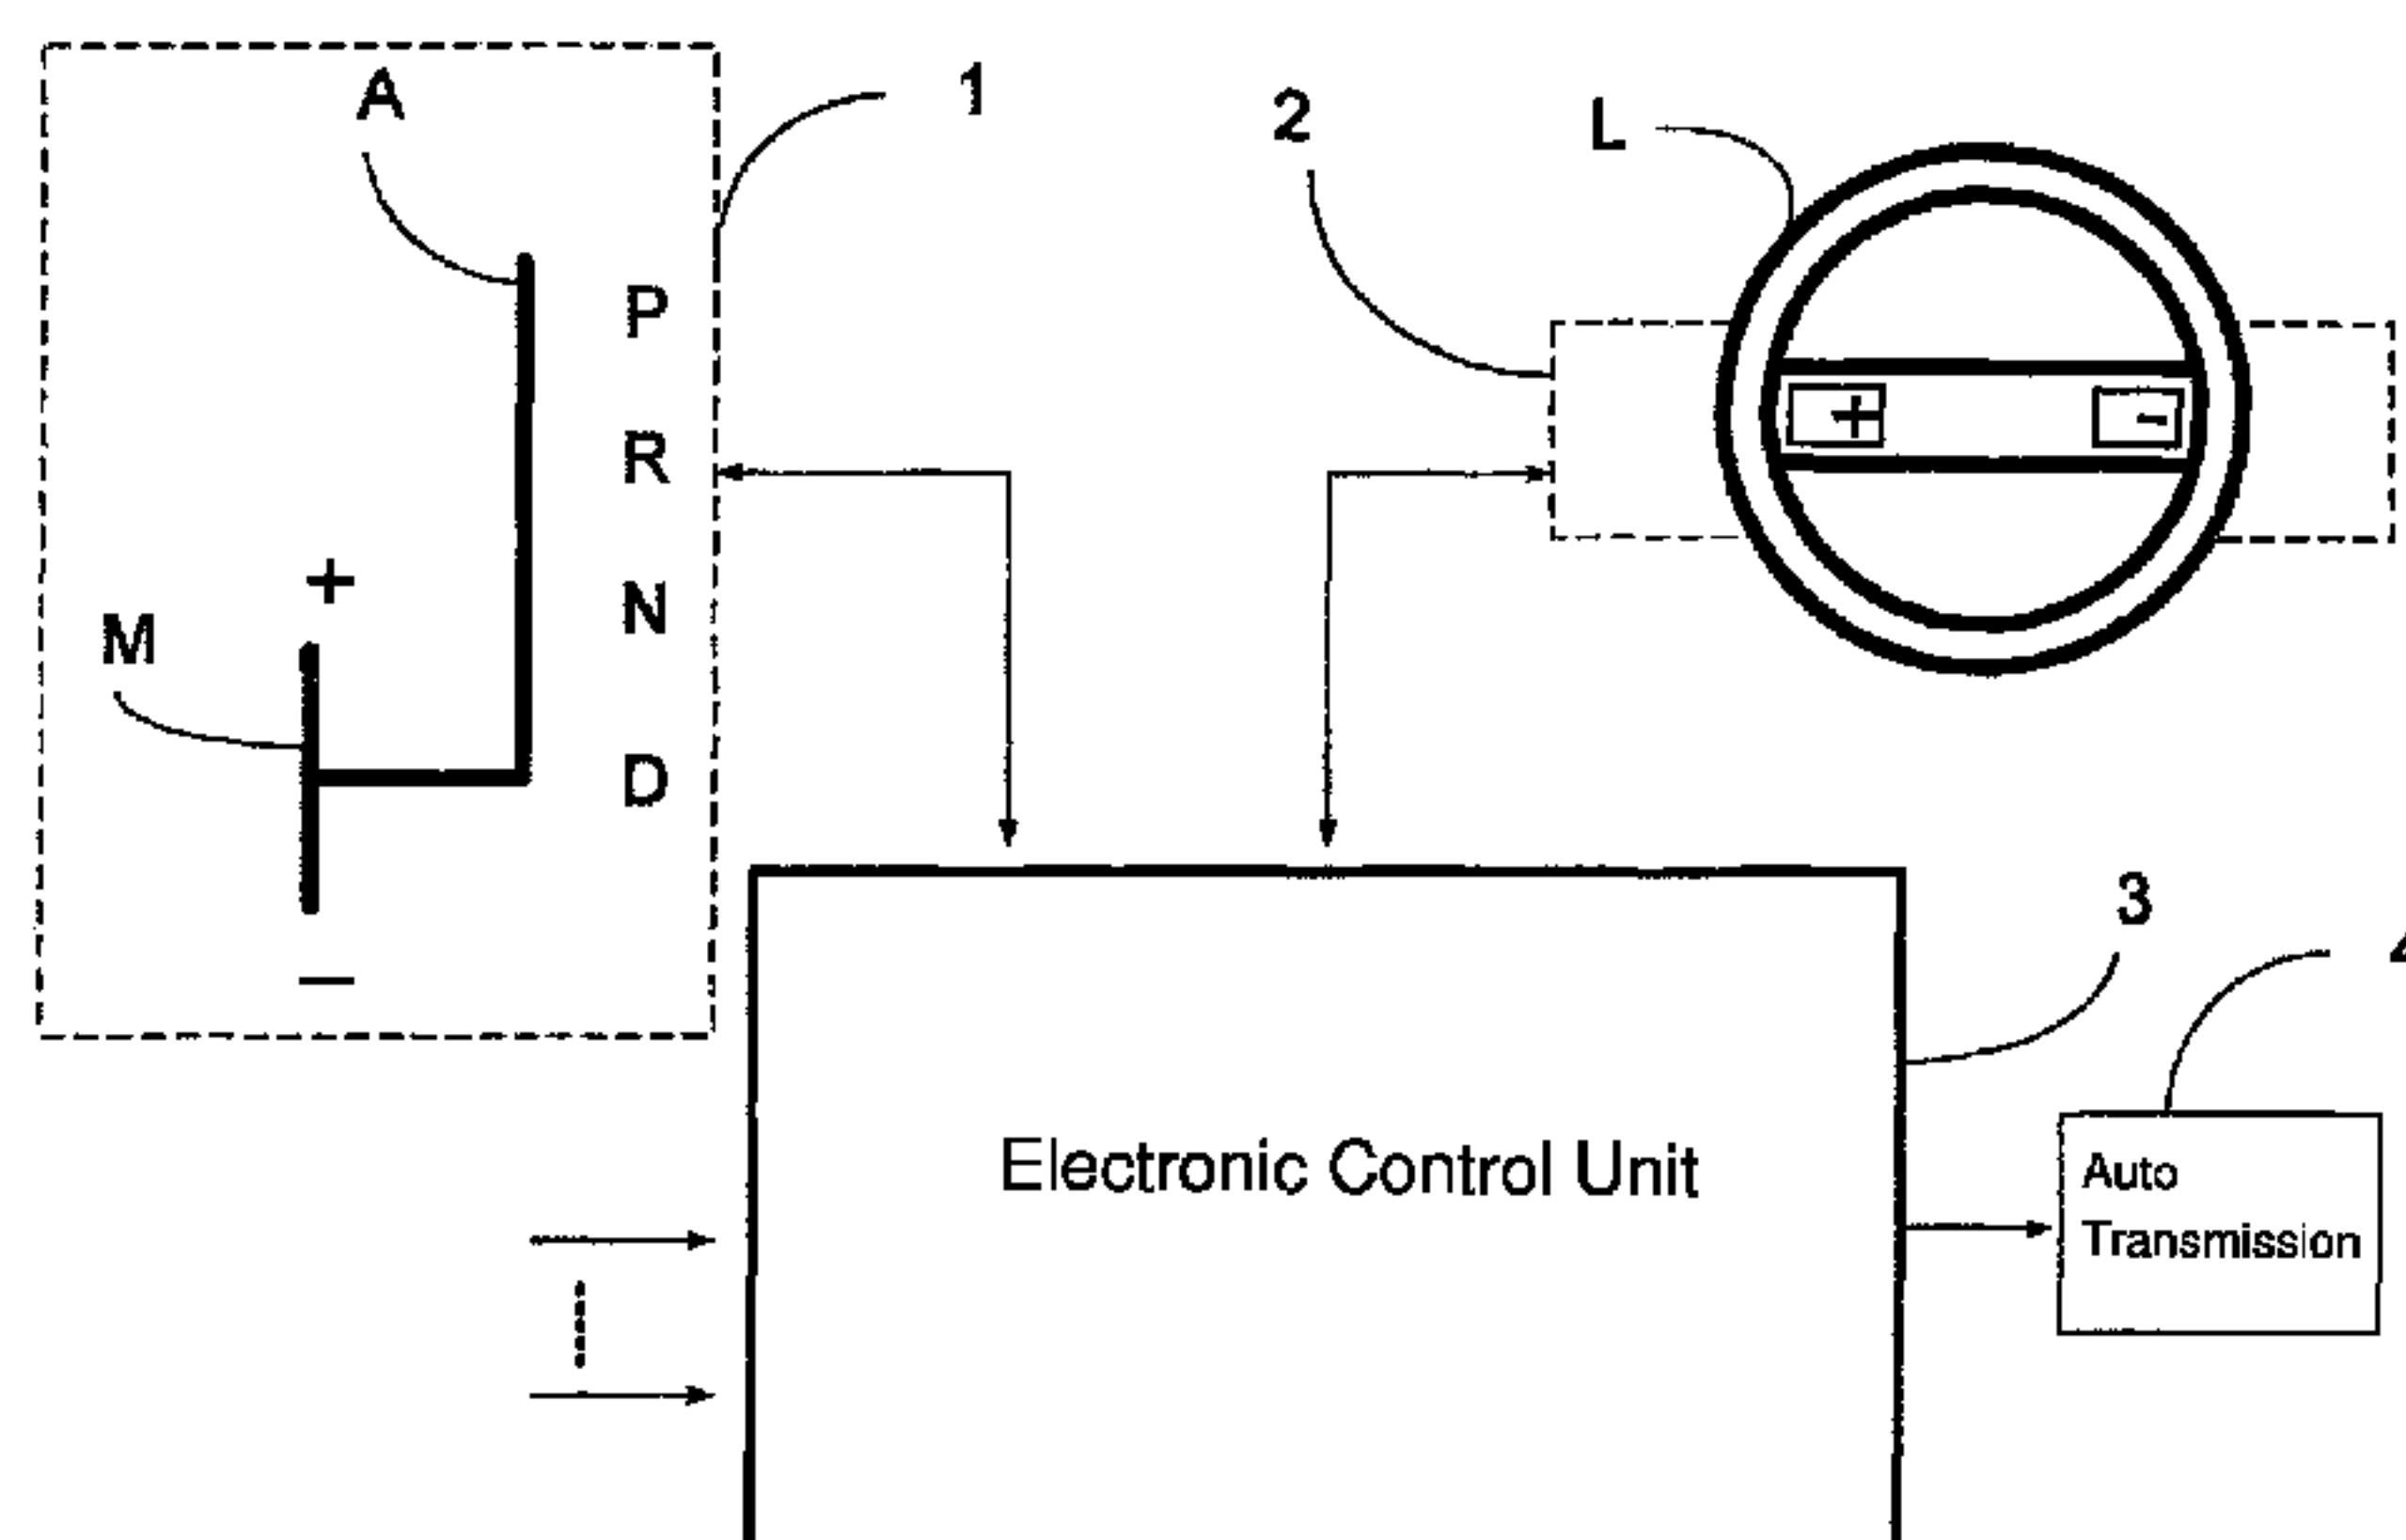 A
1
2
L
P
R
N
D
+
M
−
+
-
3
Electronic Control Unit
Auto
Transmission